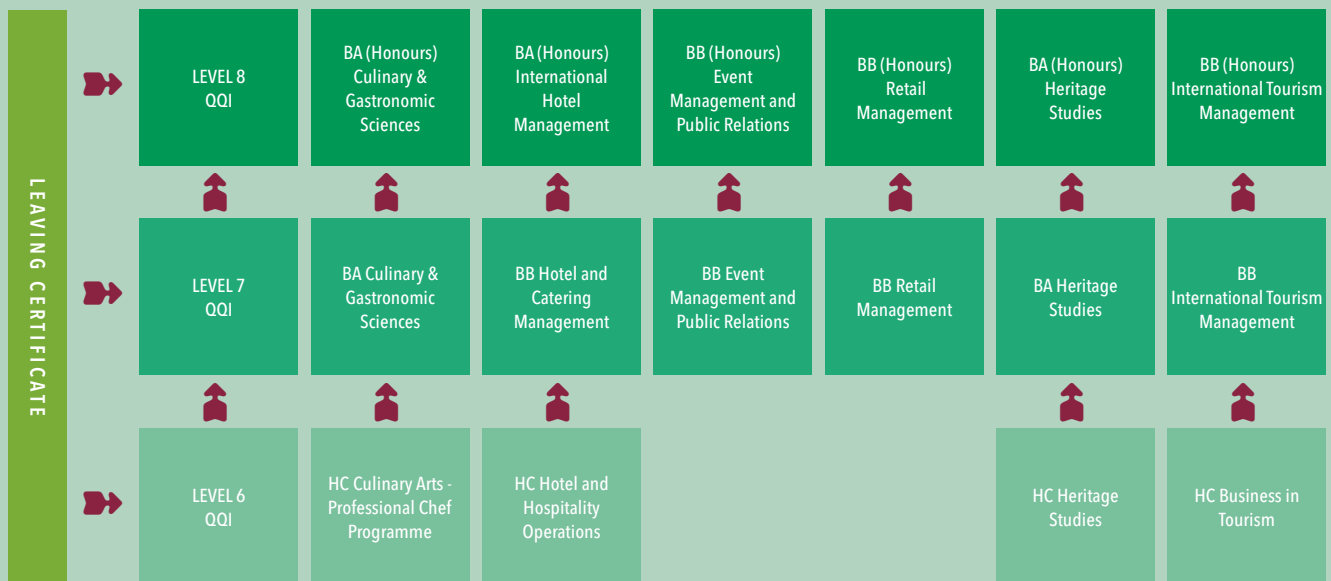 LEAVING CERTIFICATE
LEVEL 8
QQI
BA (Honours)
Culinary &
Gastronomic
Sciences
BA (Honours)
International
Hotel
Management
BB (Honours)
Event
Management and
Public Relations
BB (Honours)
Retail
Management
BA (Honours)
Heritage
Studies
BB (Honours)
International Tourism
Management
LEVEL 7
QQI
BA Culinary &
Gastronomic
Sciences
BB Hotel and
Catering
Management
BB Event
Management and
Public Relations
BB Retail
Management
BA Heritage
Studies
BB
International Tourism
Management
LEVEL 6
QQI
HC Culinary Arts -
Professional Chef
Programme
HC Hotel and
Hospitality
Operations
HC Heritage
Studies
HC Business in
Tourism